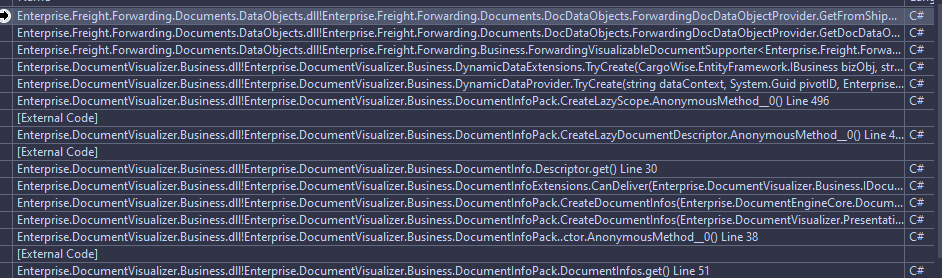 Enterprise.Freight.Forwarding.Documents.DataObjects.dll!Enterprise.Freight.Forwarding.Documents.DocDataObjects.ForwardingDocDataObjectProvider.GetFromShip... C#
Enterprise.Freight.Forwarding.Documents.DataObjects.dll!Enterprise.Freight.Forwarding.Documents.DocDataObjects.ForwardingDocDataObjectProvider.GetDocDataO... C#
Enterprise.Freight.Forwarding.Documents.DataObjects.dll!Enterprise.Freight.Forwarding.Business.ForwardingVisualizableDocumentSupporter<Enterprise.Freight.Forwa... C#
Enterprise.DocumentVisualizer.Business.dll!Enterprise.DocumentVisualizer.Business.DynamicDataExtensions.TryCreate(CargoWise.EntityFramework.IBusiness bizObj, str... C#
Enterprise.DocumentVisualizer.Business.dll!Enterprise.DocumentVisualizer.Business.DynamicDataProvider.TryCreate(string dataContext, System.Guid pivotID, Enterprise... C#
Enterprise.DocumentVisualizer.Business.dll!Enterprise.DocumentVisualizer.Business.DocumentInfoPack.CreateLazyScope.AnonymousMethod__0() Line 496 C#
[External Code]
Enterprise.DocumentVisualizer.Business.dll!Enterprise.DocumentVisualizer.Business.DocumentInfoPack.CreateLazyDocumentDescriptor.AnonymousMethod__0() Line 4... C#
[External Code]
Enterprise.DocumentVisualizer.Business.dll!Enterprise.DocumentVisualizer.Business.DocumentInfo.Descriptor.get() Line 30 C#
Enterprise.DocumentVisualizer.Business.dll!Enterprise.DocumentVisualizer.Business.DocumentInfoExtensions.CanDeliver(Enterprise.DocumentVisualizer.Business.IDocu... C#
Enterprise.DocumentVisualizer.Business.dll!Enterprise.DocumentVisualizer.Business.DocumentInfoPack.CreateDocumentInfos(Enterprise.DocumentEngineCore.Docum... C#
Enterprise.DocumentVisualizer.Business.dll!Enterprise.DocumentVisualizer.Business.DocumentInfoPack.CreateDocumentInfos(Enterprise.DocumentVisualizer.Presentati... C#
Enterprise.DocumentVisualizer.Business.dll!Enterprise.DocumentVisualizer.Business.DocumentInfoPack..ctor.AnonymousMethod__0() Line 38 C#
[External Code]
Enterprise.DocumentVisualizer.Business.dll!Enterprise.DocumentVisualizer.Business.DocumentInfoPack.DocumentInfos.get() Line 51 C#